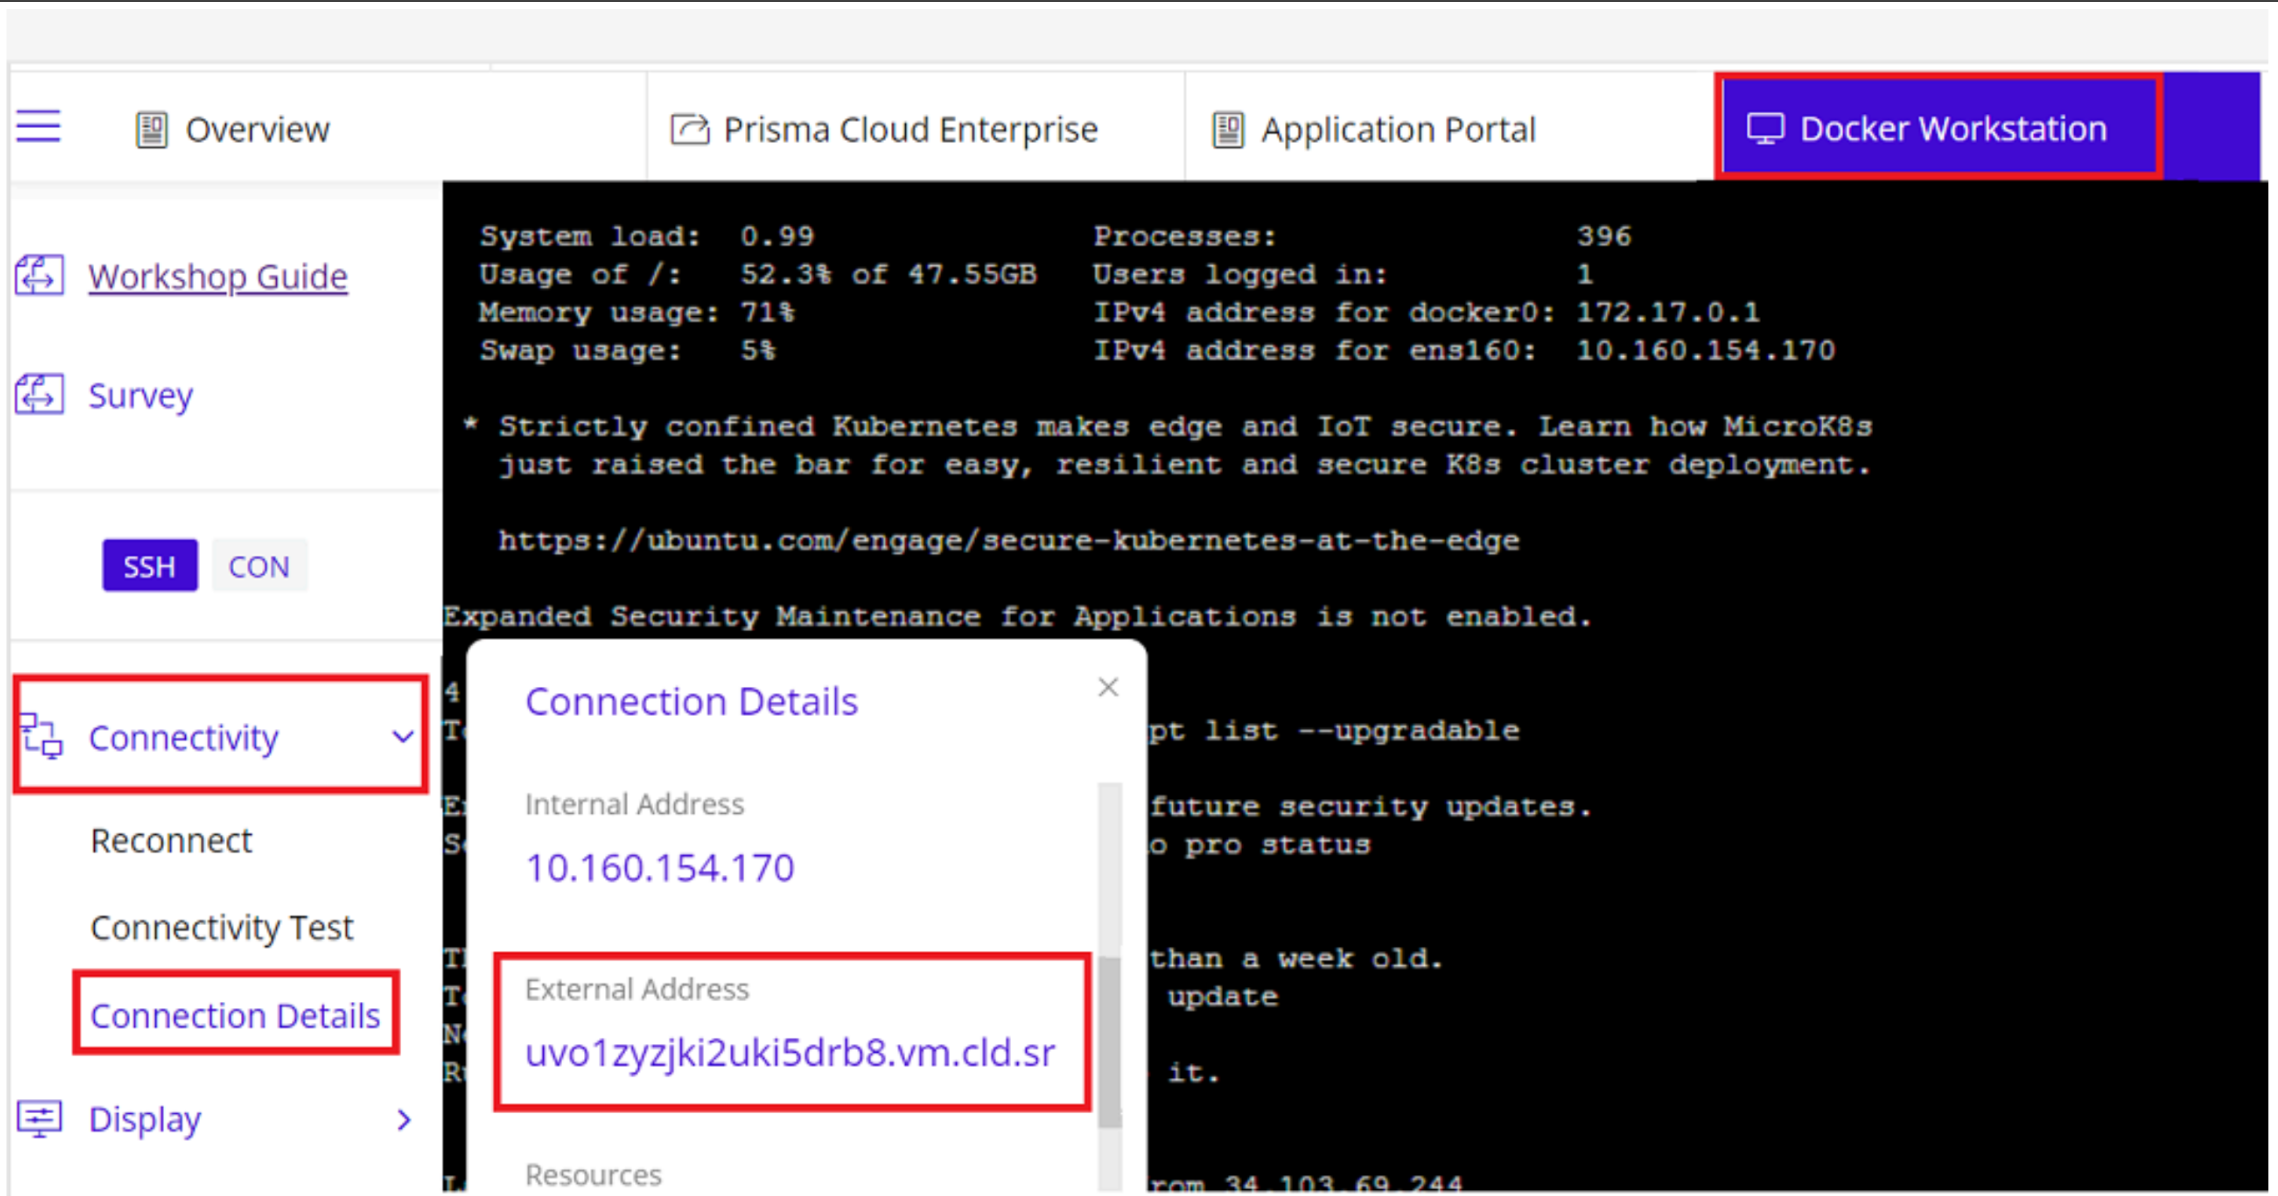 Overview
Prisma Cloud Enterprise
Application Portal
Docker Workstation
Workshop Guide
Survey
SSH
CON
Connectivity
Reconnect
Connectivity Test
Connection Details
Display
System load: 0.99 Processes: 396
Usage of /: 52.3% of 47.55GB Users logged in: 1
Memory usage: 71% IPv4 address for docker0: 172.17.0.1
Swap usage: 5% IPv4 address for ens160: 10.160.154.170
* Strictly confined Kubernetes makes edge and IoT secure. Learn how MicroK8s
just raised the bar for easy, resilient and secure K8s cluster deployment.
https://ubuntu.com/engage/secure-kubernetes-at-the-edge
Expanded Security Maintenance for Applications is not enabled.
4
pt list --upgradable
future security updates.
o pro status
than a week old.
update
it.
rom 34.103.69.244
Connection Details
Internal Address
10.160.154.170
External Address
uvo1zyzjki2uki5drb8.vm.cld.sr
Resources